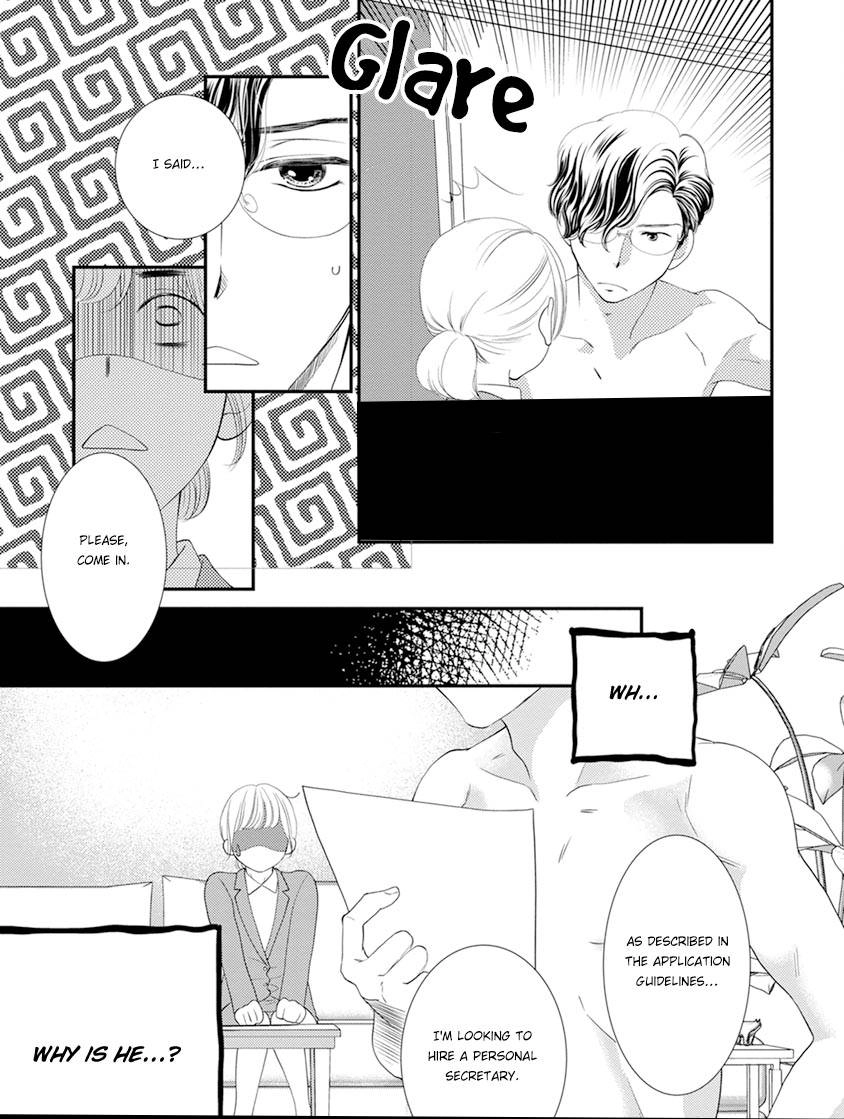 Glare
I SAID...
PLEASE,
COME IN.
WH...
AS DESCRIBED IN
THE APPLICATION
GUIDELINES...
I'M LOOKING TO
HIRE A PERSONAL
SECRETARY.
WHY IS HE...?